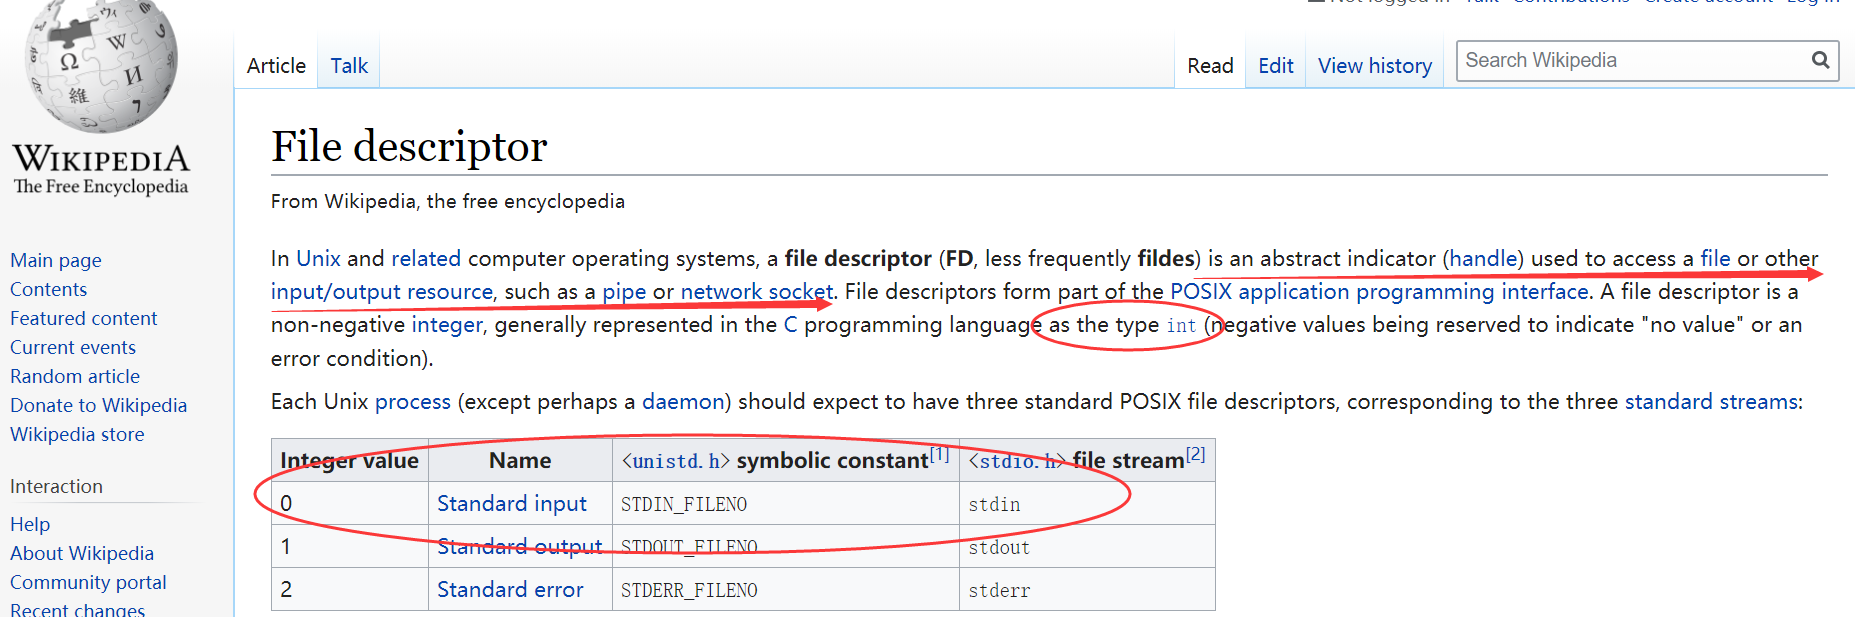 Not logged in Talk Contributions Create account Log in
Article Talk Read Edit View history Search Wikipedia
WIKIPEDIA
The Free Encyclopedia
Main page
Contents
Featured content
Current events
Random article
Donate to Wikipedia
Wikipedia store
Interaction
Help
About Wikipedia
Community portal
Recent changes
File descriptor
From Wikipedia, the free encyclopedia
In Unix and related computer operating systems, a file descriptor (FD, less frequently fildes) is an abstract indicator (handle) used to access a file or other
input/output resource, such as a pipe or network socket. File descriptors form part of the POSIX application programming interface. A file descriptor is a
non-negative integer, generally represented in the C programming language as the type int (negative values being reserved to indicate "no value" or an
error condition).
Each Unix process (except perhaps a daemon) should expect to have three standard POSIX file descriptors, corresponding to the three standard streams:
Integer value Name <unistd.h> symbolic constant[1] <stdio.h> file stream[2]
0 Standard input STDIN_FILENO stdin
1 Standard output STDOUT_FILENO stdout
2 Standard error STDERR_FILENO stderr